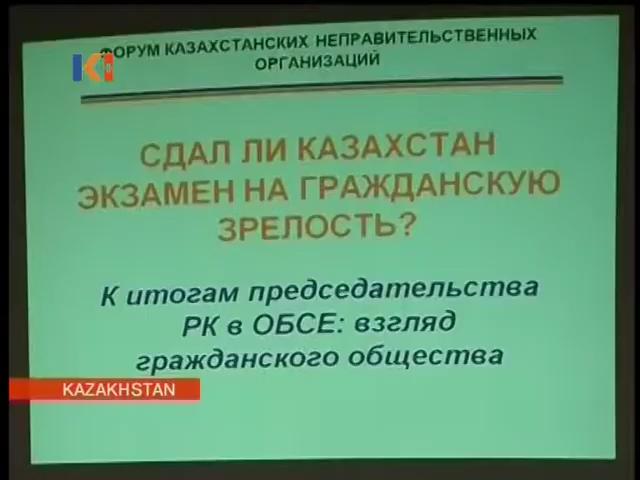 ФОРУМ КАЗАХСТАНСКИХ НЕПРАВИТЕЛЬСТВЕННЫХ
ОРГАНИЗАЦИЙ
СДАЛ ЛИ КАЗАХСТАН
ЭКЗАМЕН НА ГРАЖДАНСКУЮ
ЗРЕЛОСТЬ?
К итогам председательства
РК в ОБСЕ: взгляд
гражданского общества
KAZAKHSTAN